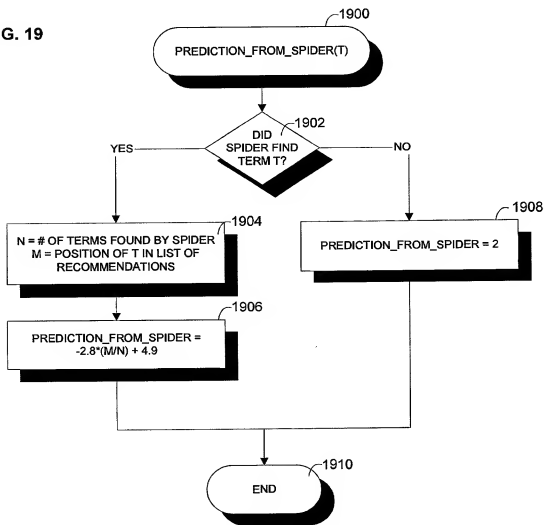 G. 19
1900
PREDICTION_FROM_SPIDER(T)
1902
DID
SPIDER FIND
TERM T?
YES
NO
1904
N = # OF TERMS FOUND BY SPIDER
M = POSITION OF T IN LIST OF
RECOMMENDATIONS
1908
PREDICTION_FROM_SPIDER = 2
1906
PREDICTION_FROM_SPIDER =
-2.8*(M/N) + 4.9
1910
END